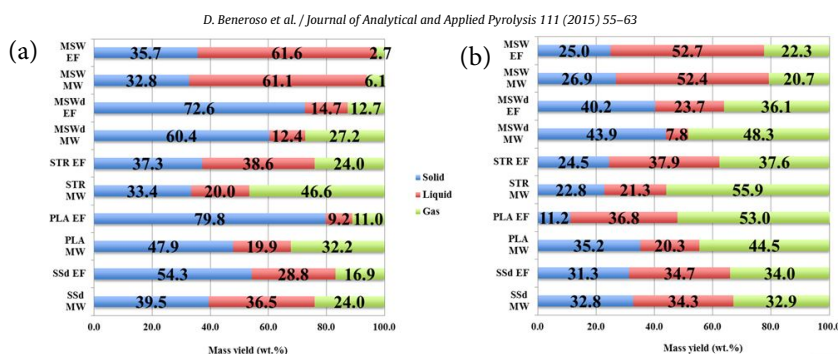 D. Beneroso et al. / Journal of Analytical and Applied Pyrolysis 111 (2015) 55–63
(a)
MSW
EF
35.7 61.6 2.7
MSW
MW
32.8 61.1 6.1
MSWd
EF
72.6 14.7 12.7
MSWd
MW
60.4 12.4 27.2
STR EF
37.3 38.6 24.0
STR
MW
33.4 20.0 46.6
PLA EF
79.8 9.2 11.0
PLA
MW
47.9 19.9 32.2
SSd EF
54.3 28.8 16.9
SSd
MW
39.5 36.5 24.0
0.0 20.0 40.0 60.0 80.0 100.0
Mass yield (wt.%)
Solid
Liquid
Gas
(b)
MSW
EF
25.0 52.7 22.3
MSW
MW
26.9 52.4 20.7
MSWd
EF
40.2 23.7 36.1
MSWd
MW
43.9 7.8 48.3
STR EF
24.5 37.9 37.6
STR
MW
22.8 21.3 55.9
PLA EF
11.2 36.8 53.0
PLA
MW
35.2 20.3 44.5
SSd EF
31.3 34.7 34.0
SSd
MW
32.8 34.3 32.9
0.0 20.0 40.0 60.0 80.0 100.0
Mass yield (wt.%)